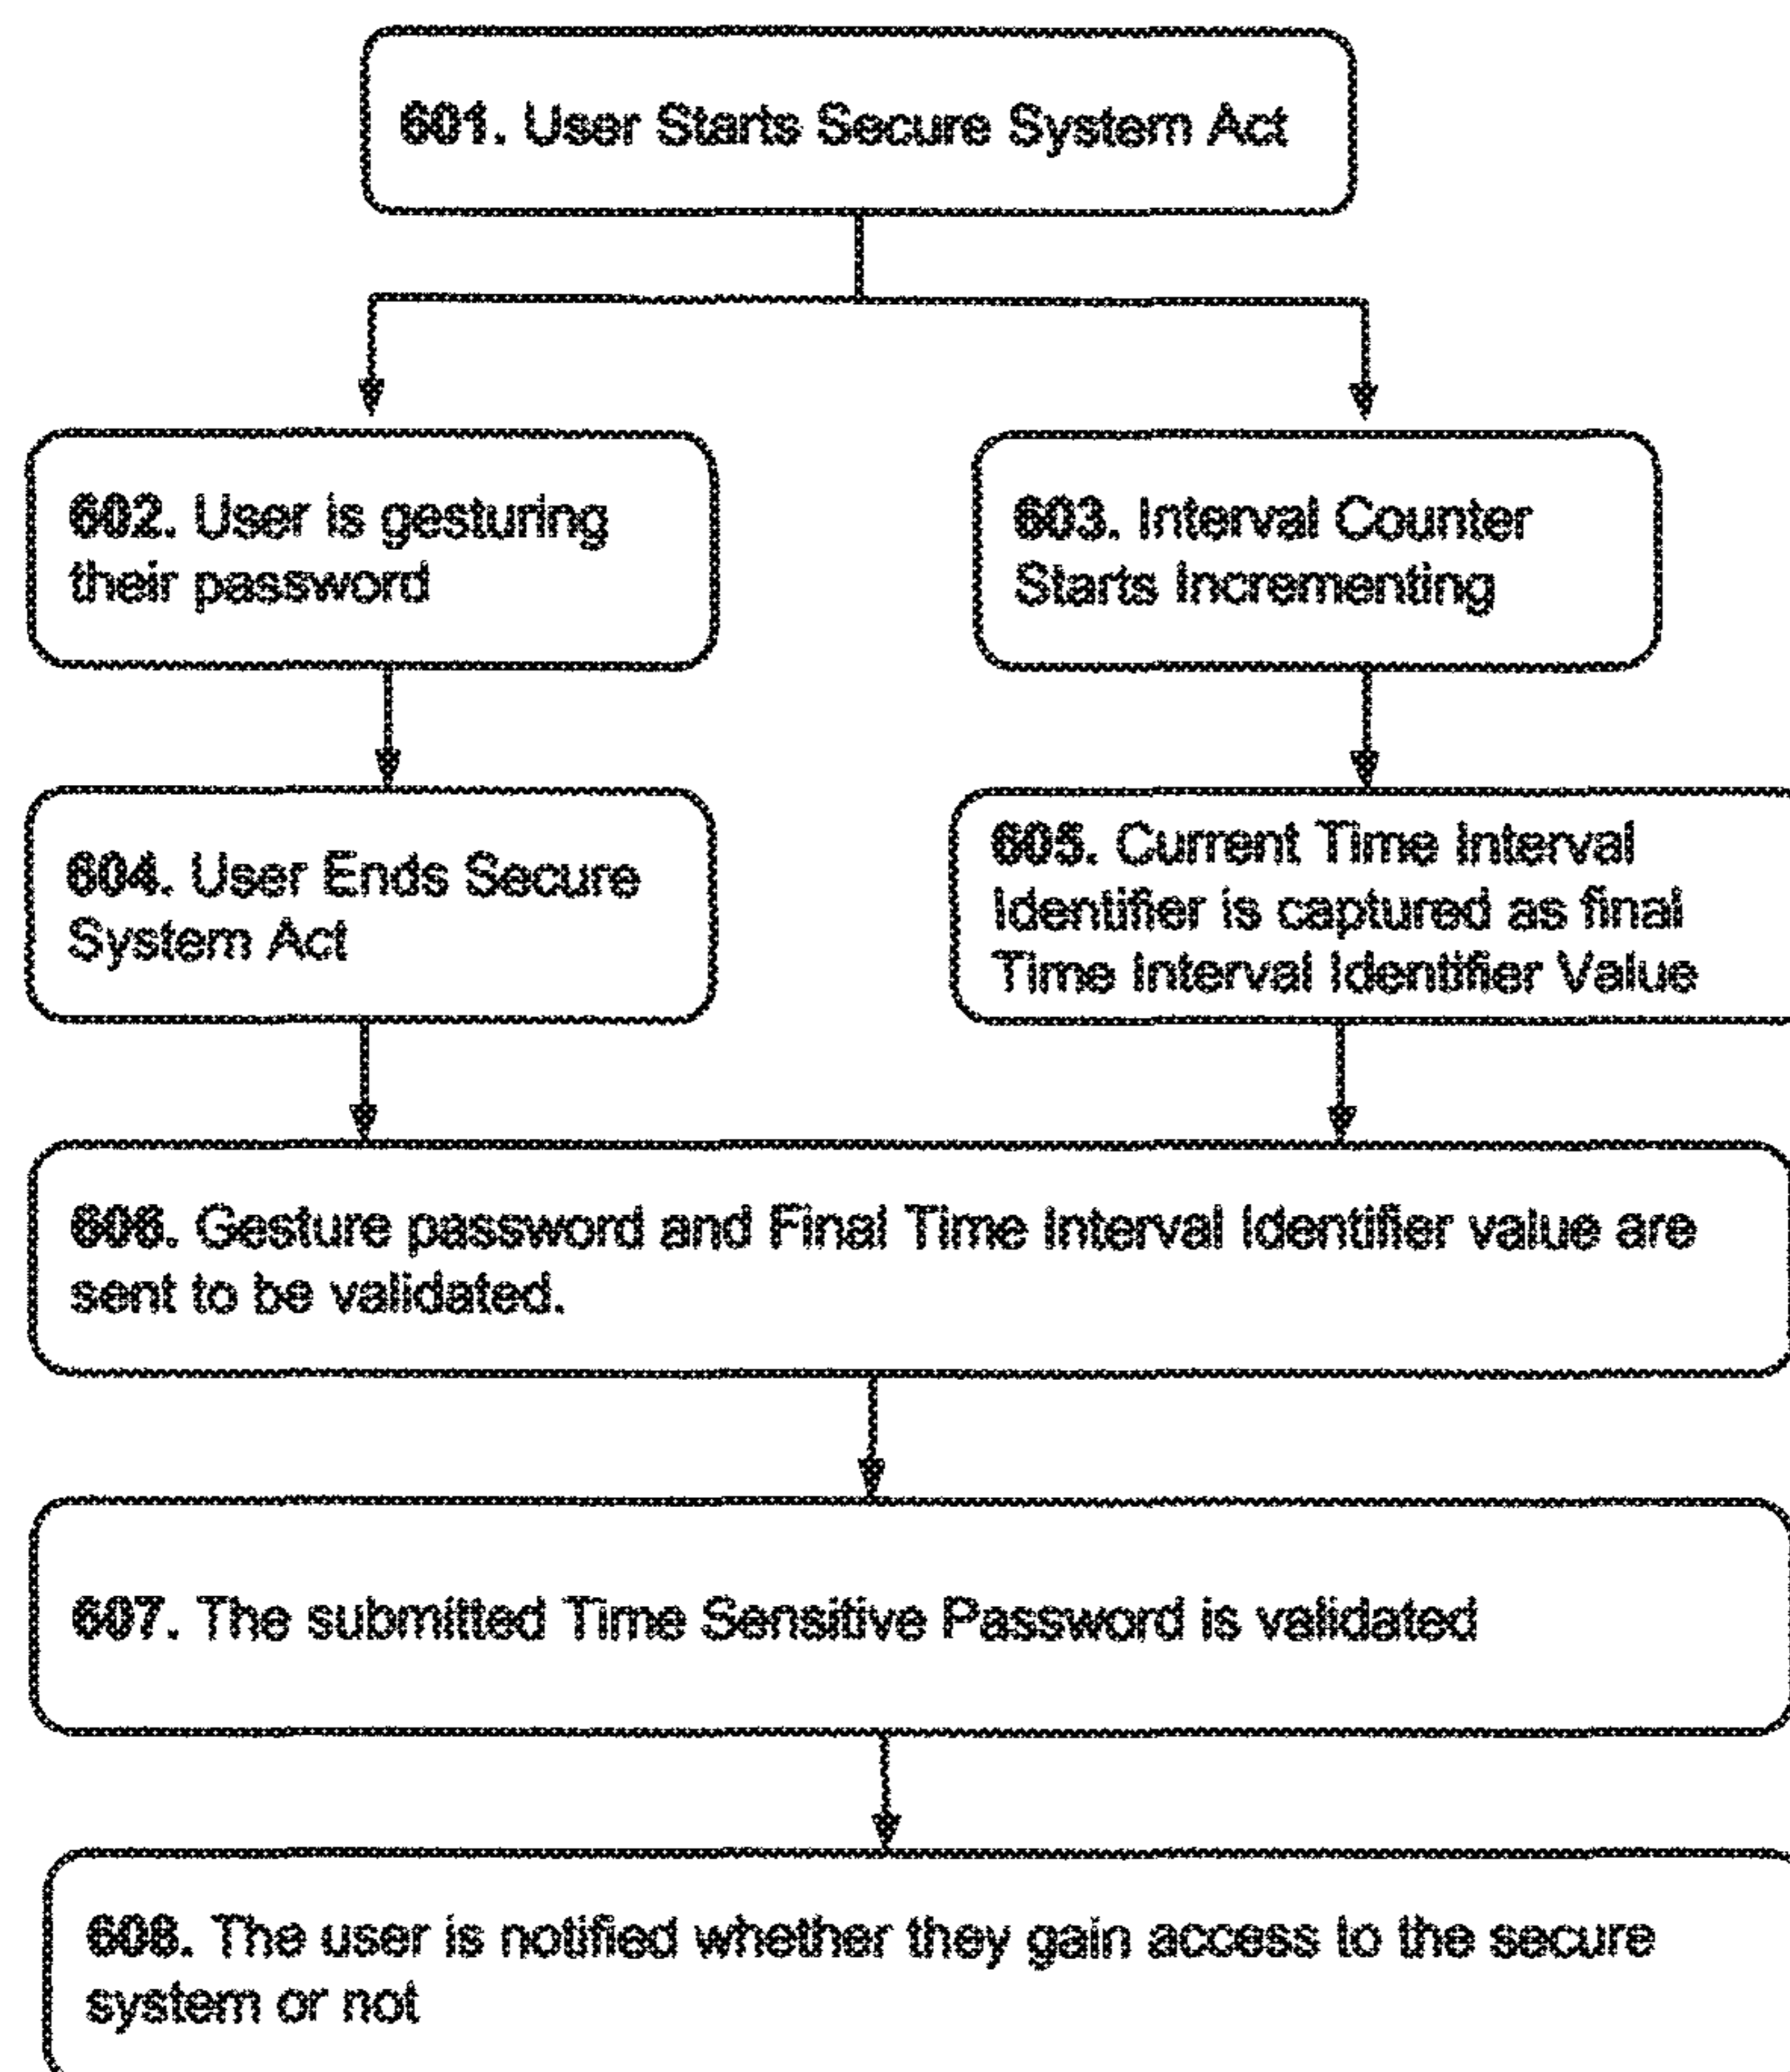 601. User Starts Secure System Act
602. User is gesturing
their password
603. Interval Counter
Starts Incrementing
604. User Ends Secure
System Act
605. Current Time Interval
Identifier is captured as final
Time Interval Identifier Value
606. Gesture password and Final Time Interval Identifier value are
sent to be validated.
607. The submitted Time Sensitive Password is validated
608. The user is notified whether they gain access to the secure
system or not